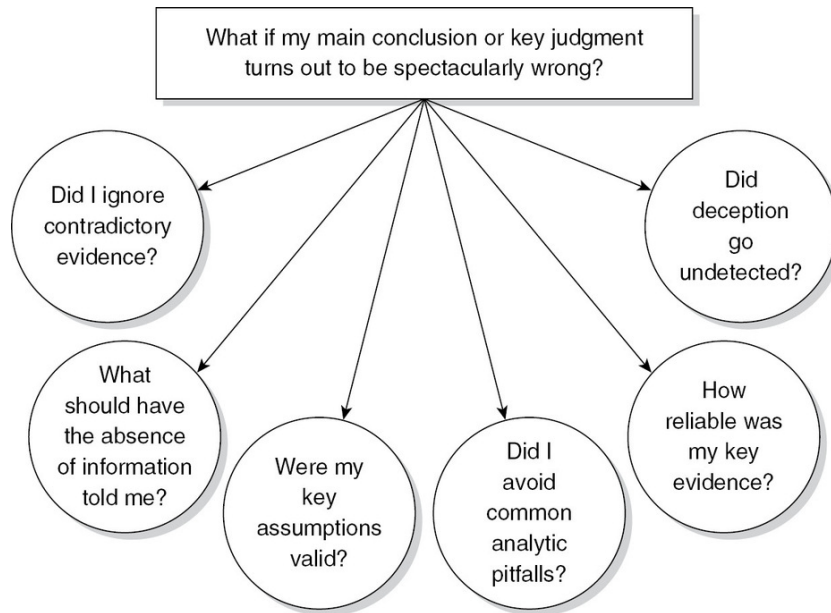 What if my main conclusion or key judgment
turns out to be spectacularly wrong?
Did I ignore
contradictory
evidence?
What
should have
the absence
of information
told me?
Were my
key
assumptions
valid?
Did I
avoid
common
analytic
pitfalls?
How
reliable was
my key
evidence?
Did
deception
go
undetected?